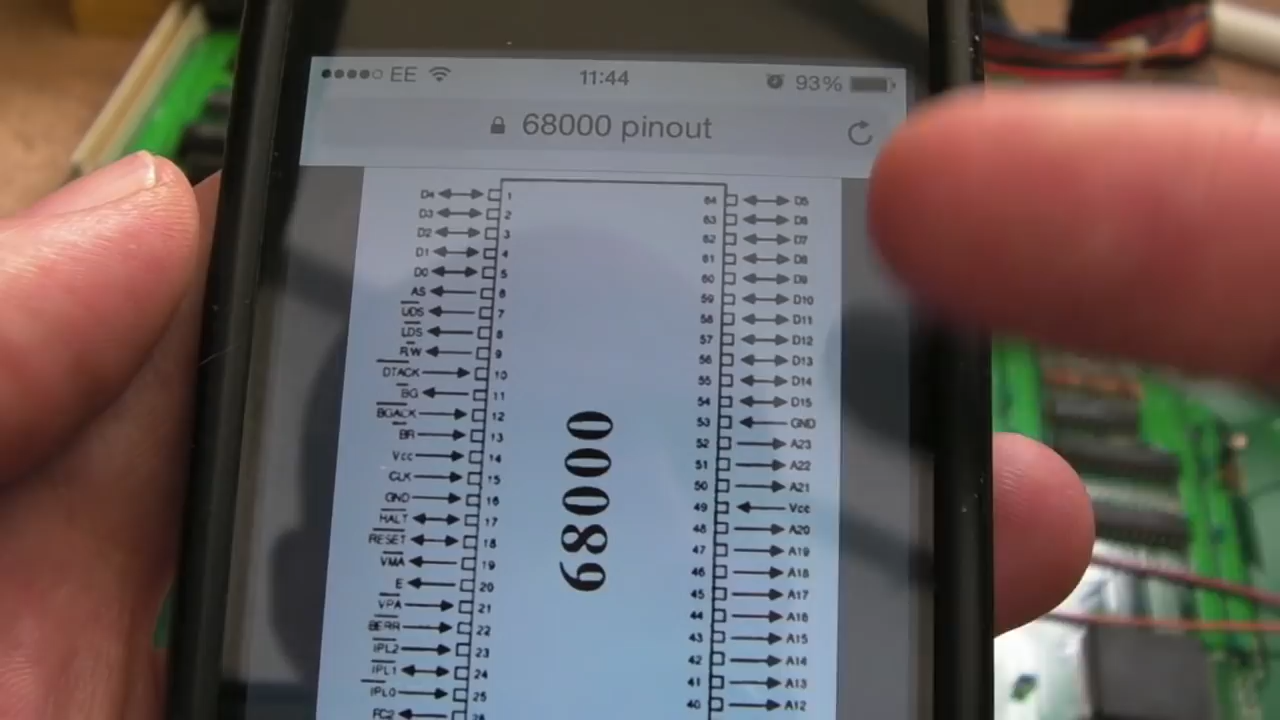 EE 11:44 93%
68000 pinout
D4 1 64 D5
D3 2 63 D6
D2 3 62 D7
D1 4 61 D8
D0 5 60 D9
AS 6 59 D10
UDS 7 58 D11
LDS 8 57 D12
R/W 9 56 D13
DTACK 10 55 D14
BG 11 54 D15
BGACK 12 53 GND
BR 13 52 A23
Vcc 14 51 A22
CLK 15 50 A21
GND 16 49 Vcc
HALT 17 48 A20
RESET 18 47 A19
VMA 19 46 A18
E 20 45 A17
VPA 21 44 A16
BERR 22 43 A15
IPL2 23 42 A14
IPL1 24 41 A13
IPL0 25 40 A12
FC2 26
68000